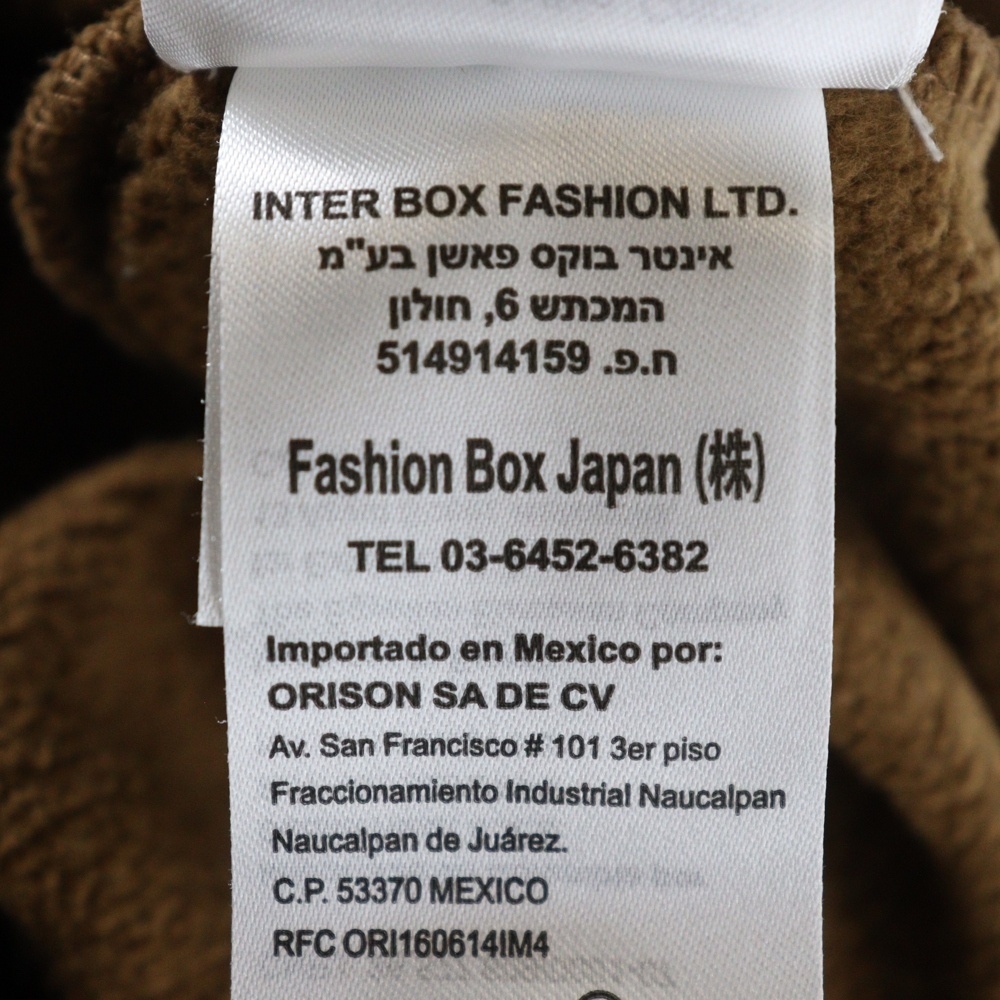 INTER BOX FASHION LTD.
אינטר בוקס פאשן בע"מ
המכתש 6, חולון
ח.פ. 514914159
Fashion Box Japan (株)
TEL 03-6452-6382
Importado en Mexico por:
ORISON SA DE CV
Av. San Francisco # 101 3er piso
Fraccionamiento Industrial Naucalpan
Naucalpan de Juárez.
C.P. 53370 MEXICO
RFC ORI160614IM4